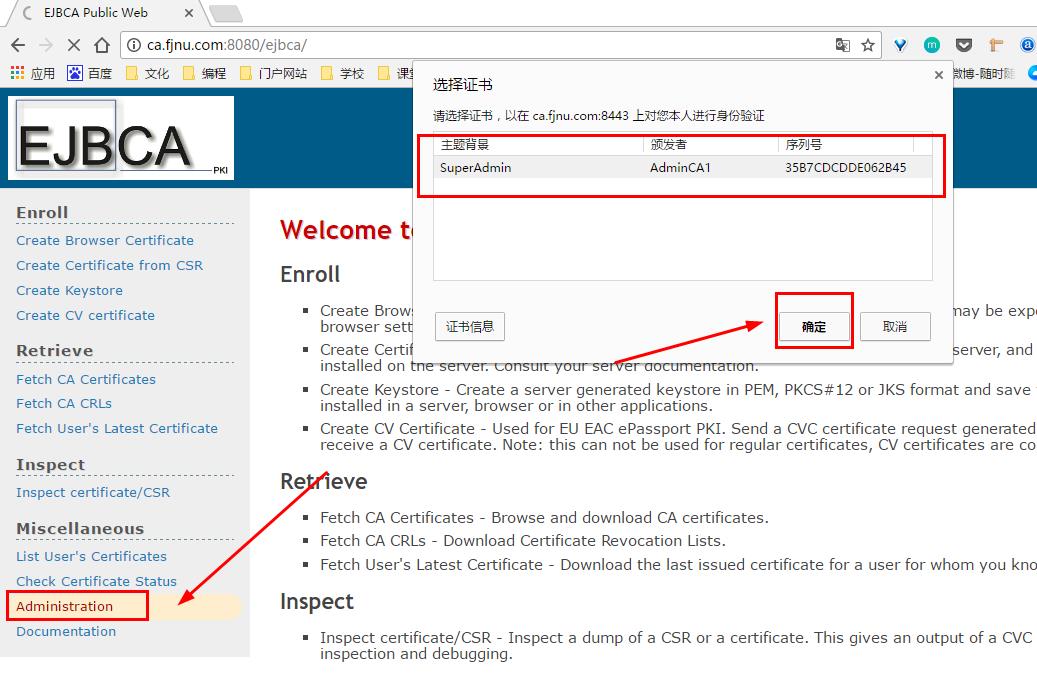 EJBCA Public Web
ca.fjnu.com:8080/ejbca/
应用 百度 文化 编程 门户网站 学校
微博-随时随
选择证书
请选择证书，以在 ca.fjnu.com:8443 上对您本人进行身份验证
主题背景 颁发者 序列号
SuperAdmin AdminCA1 35B7CDCDDE062B45
证书信息 确定 取消
EJBCA
PKI
Enroll
Create Browser Certificate
Create Certificate from CSR
Create Keystore
Create CV certificate
Retrieve
Fetch CA Certificates
Fetch CA CRLs
Fetch User's Latest Certificate
Inspect
Inspect certificate/CSR
Miscellaneous
List User's Certificates
Check Certificate Status
Administration
Documentation
Welcome
Enroll
Create may be
browser
Create server, and
installed on the server. Consult your server documentation.
Create Keystore - Create a server generated keystore in PEM, PKCS#12 or JKS format and save
installed in a server, browser or in other applications.
Create CV Certificate - Used for EU EAC ePassport PKI. Send a CVC certificate request generated
receive a CV certificate. Note: this can not be used for regular certificates, CV certificates are
Retrieve
Fetch CA Certificates - Browse and download CA certificates.
Fetch CA CRLs - Download Certificate Revocation Lists.
Fetch User's Latest Certificate - Download the last issued certificate for a user for whom you
Inspect
Inspect certificate/CSR - Inspect a dump of a CSR or a certificate. This gives an output of a CVC
inspection and debugging.